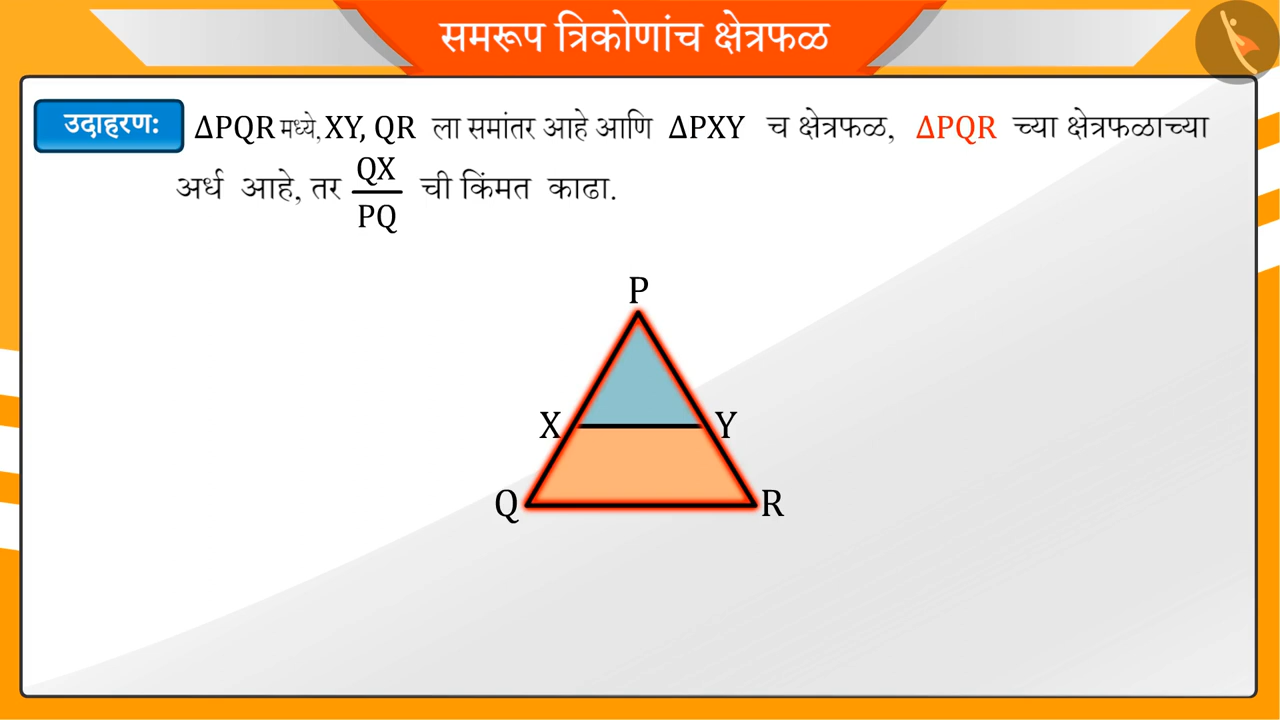 समरूप त्रिकोणांच क्षेत्रफळ
उदाहरणः ΔPQR मध्ये, XY, QR ला समांतर आहे आणि ΔPXY च क्षेत्रफळ, ΔPQR च्या क्षेत्रफळाच्या
अर्ध आहे, तर QX/PQ ची किंमत काढा.
P
X Y
Q R